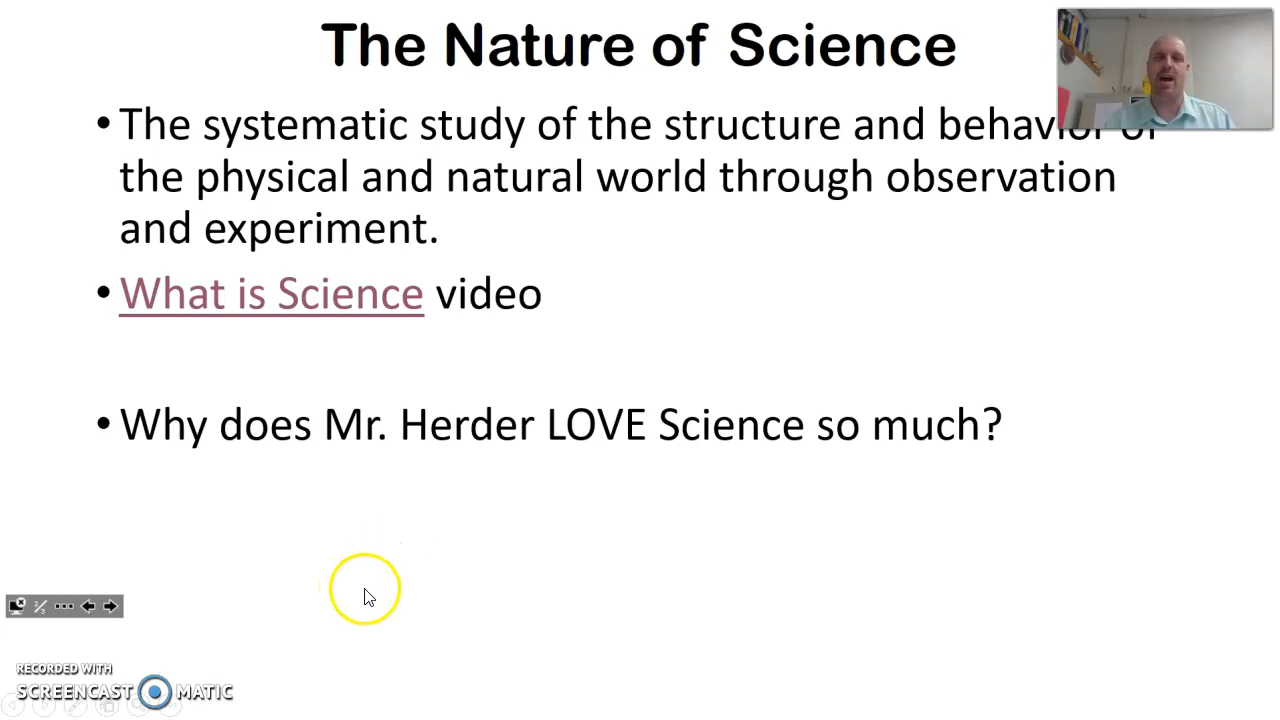 The Nature of Science
• The systematic study of the structure and behavior of
the physical and natural world through observation
and experiment.
• What is Science video
• Why does Mr. Herder LOVE Science so much?
RECORDED WITH
SCREENCAST MATIC